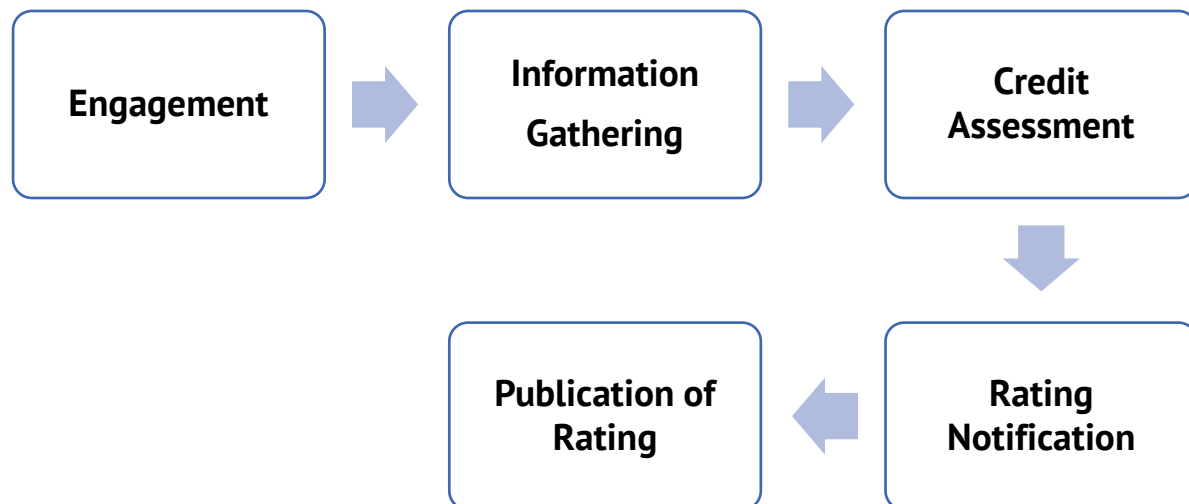 Engagement
Information
Gathering
Credit
Assessment
Rating
Notification
Publication of
Rating